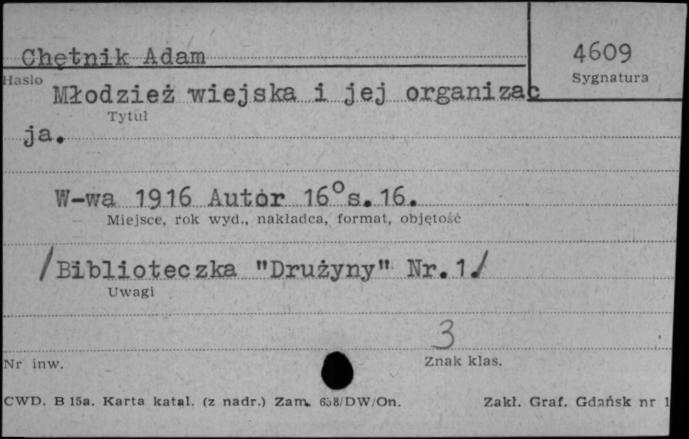 Chętnik Adam
4609
Hasło
Sygnatura
Młodzież wiejska i jej organizac
Tytuł
ja.
W-wa 1916 Autor 16° s. 16.
Miejsce, rok wyd., nakładca, format, objętość
/Biblioteczka "Drużyny" Nr. 1./
Uwagi
3
Nr inw.
Znak klas.
CWD. B 15a. Karta katal. (z nadr.) Zam. /DW/On.
Zakł. Graf. Gdańsk nr 1